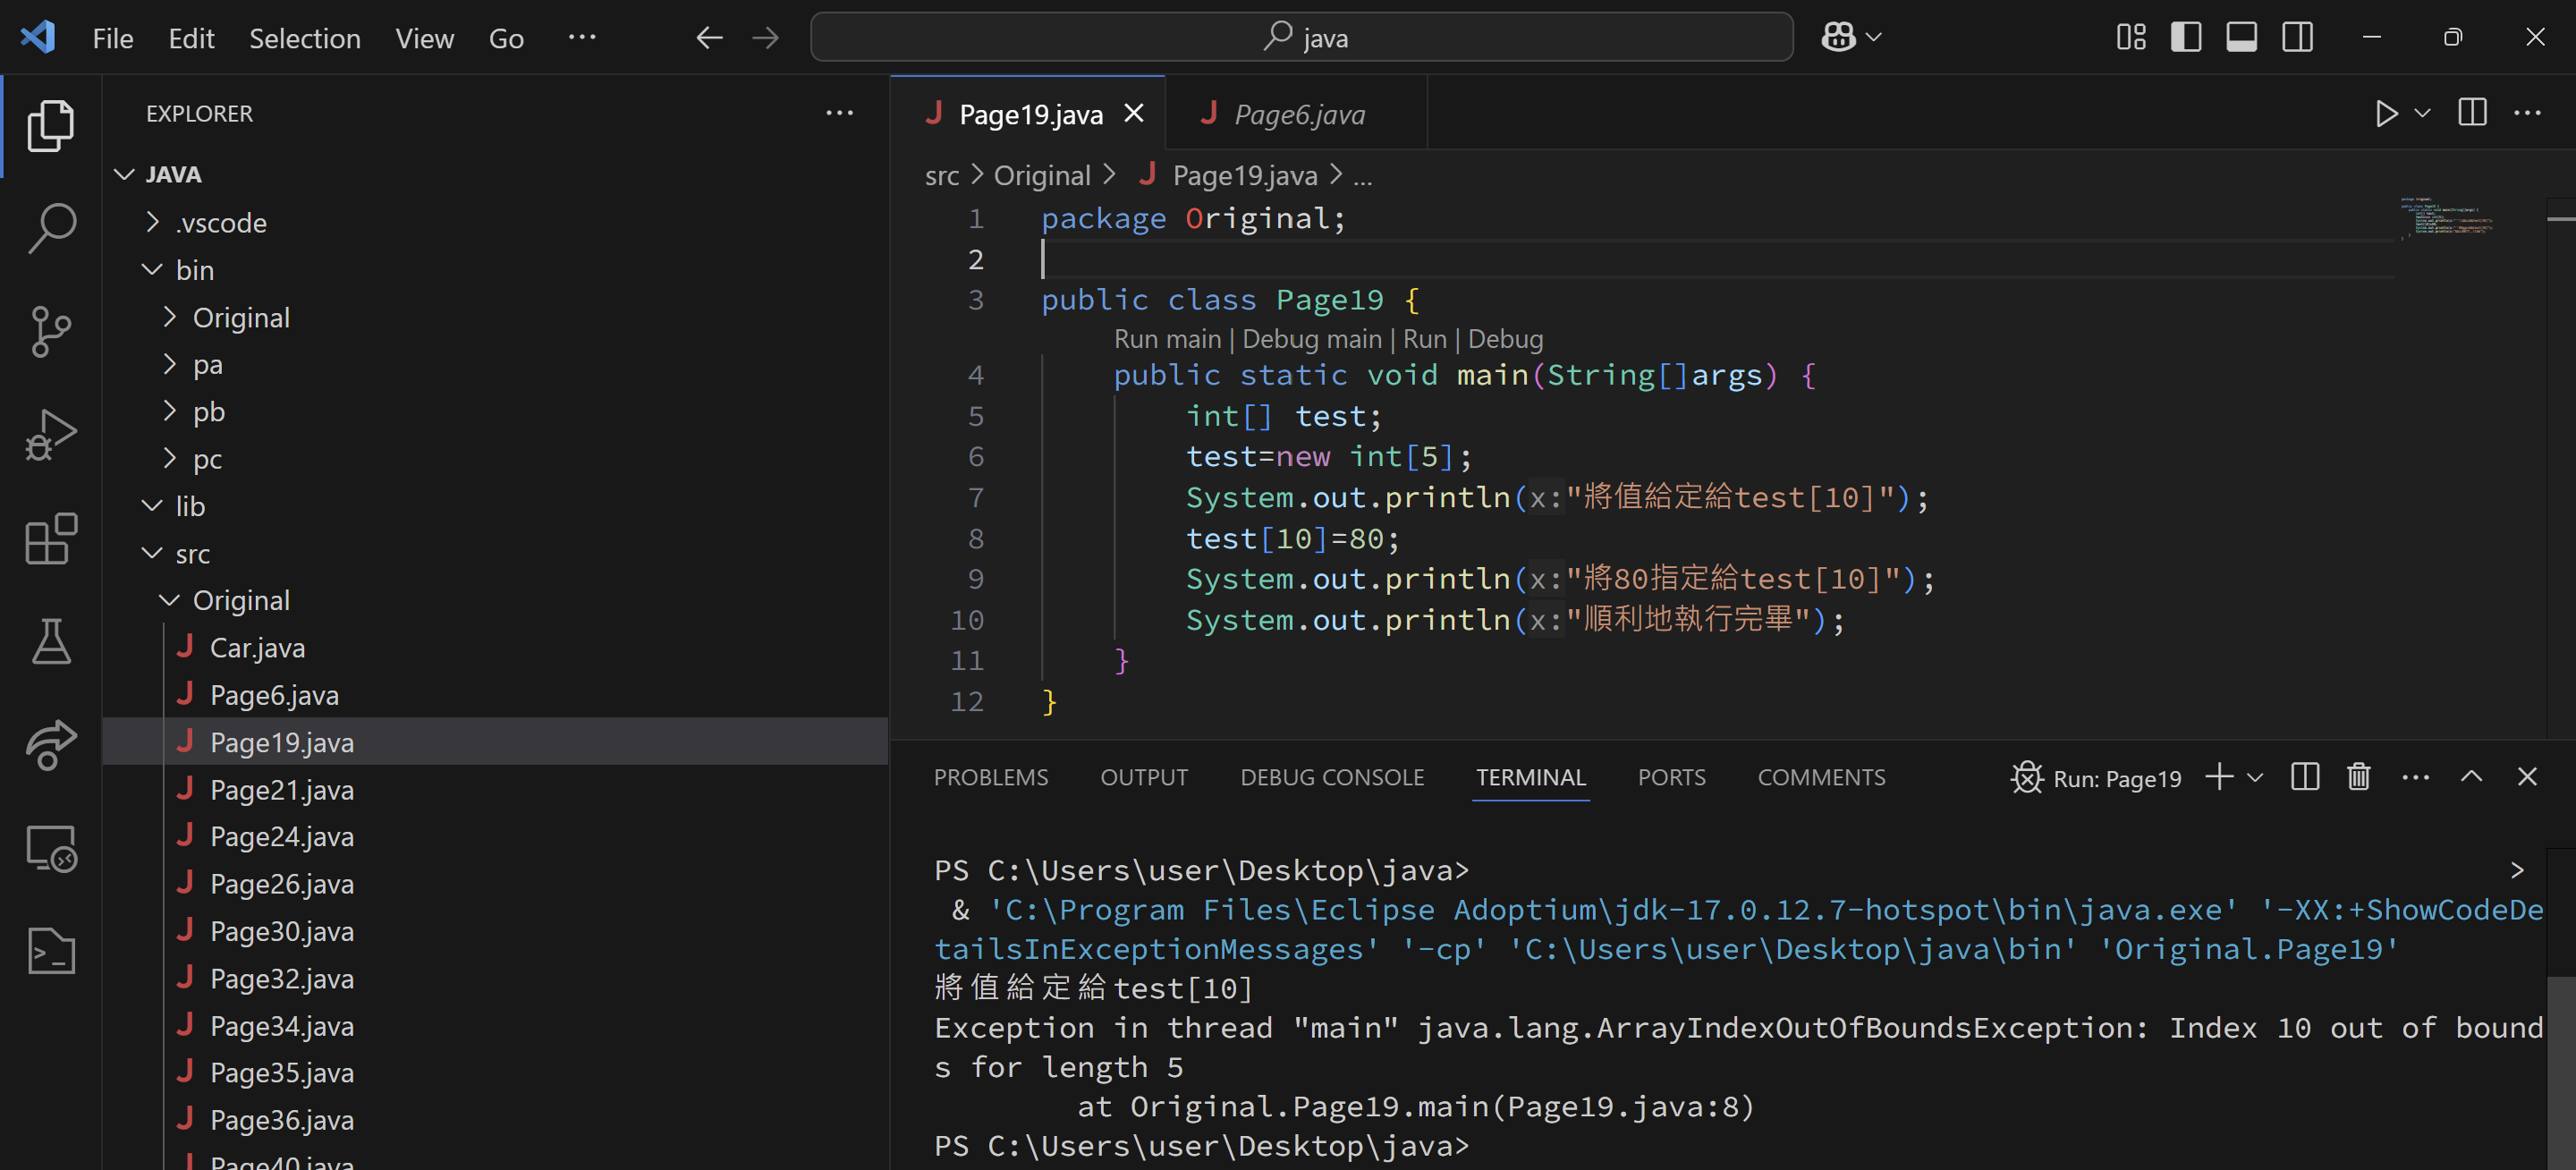 File Edit Selection View Go ···
java
EXPLORER
JAVA
.vscode
bin
Original
pa
pb
pc
lib
src
Original
Car.java
Page6.java
Page19.java
Page21.java
Page24.java
Page26.java
Page30.java
Page32.java
Page34.java
Page35.java
Page36.java
Page40.java
Page19.java
Page6.java
src > Original > Page19.java > ...
1 package Original;
2
3 public class Page19 {
Run main | Debug main | Run | Debug
4 public static void main(String[]args) {
5 int[] test;
6 test=new int[5];
7 System.out.println(x:"將值給定給test[10]");
8 test[10]=80;
9 System.out.println(x:"將80指定給test[10]");
10 System.out.println(x:"順利地執行完畢");
11 }
12 }
PROBLEMS OUTPUT DEBUG CONSOLE TERMINAL PORTS COMMENTS
Run: Page19
PS C:\Users\user\Desktop\java> >
& 'C:\Program Files\Eclipse Adoptium\jdk-17.0.12.7-hotspot\bin\java.exe' '-XX:+ShowCodeDe
tailsInExceptionMessages' '-cp' 'C:\Users\user\Desktop\java\bin' 'Original.Page19'
將值給定給test[10]
Exception in thread "main" java.lang.ArrayIndexOutOfBoundsException: Index 10 out of bound
s for length 5
at Original.Page19.main(Page19.java:8)
PS C:\Users\user\Desktop\java>